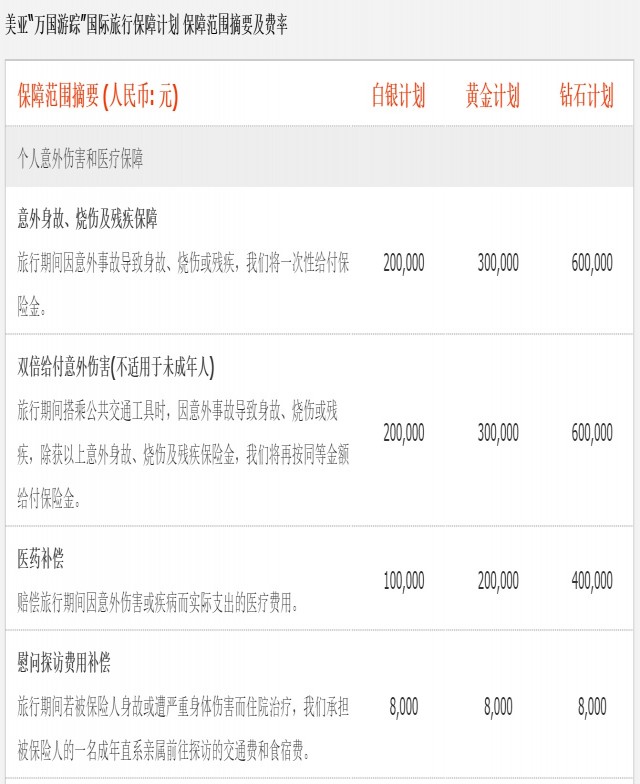 美亚“万国游踪”国际旅行保障计划 保障范围摘要及费率
保障范围摘要 (人民币: 元) 白银计划 黄金计划 钻石计划
个人意外伤害和医疗保障
意外身故、烧伤及残疾保障
旅行期间因意外事故导致身故、烧伤或残疾，我们将一次性给付保
险金。
200,000 300,000 600,000
双倍给付意外伤害(不适用于未成年人)
旅行期间搭乘公共交通工具时，因意外事故导致身故、烧伤或残
疾，除获以上意外身故、烧伤及残疾保险金，我们将再按同等金额
给付保险金。
200,000 300,000 600,000
医药补偿
赔偿旅行期间因意外伤害或疾病而实际支出的医疗费用。
100,000 200,000 400,000
慰问探访费用补偿
旅行期间若被保险人身故或遭严重身体伤害而住院治疗，我们承担
被保险人的一名成年直系亲属前往探访的交通费和食宿费。
8,000 8,000 8,000